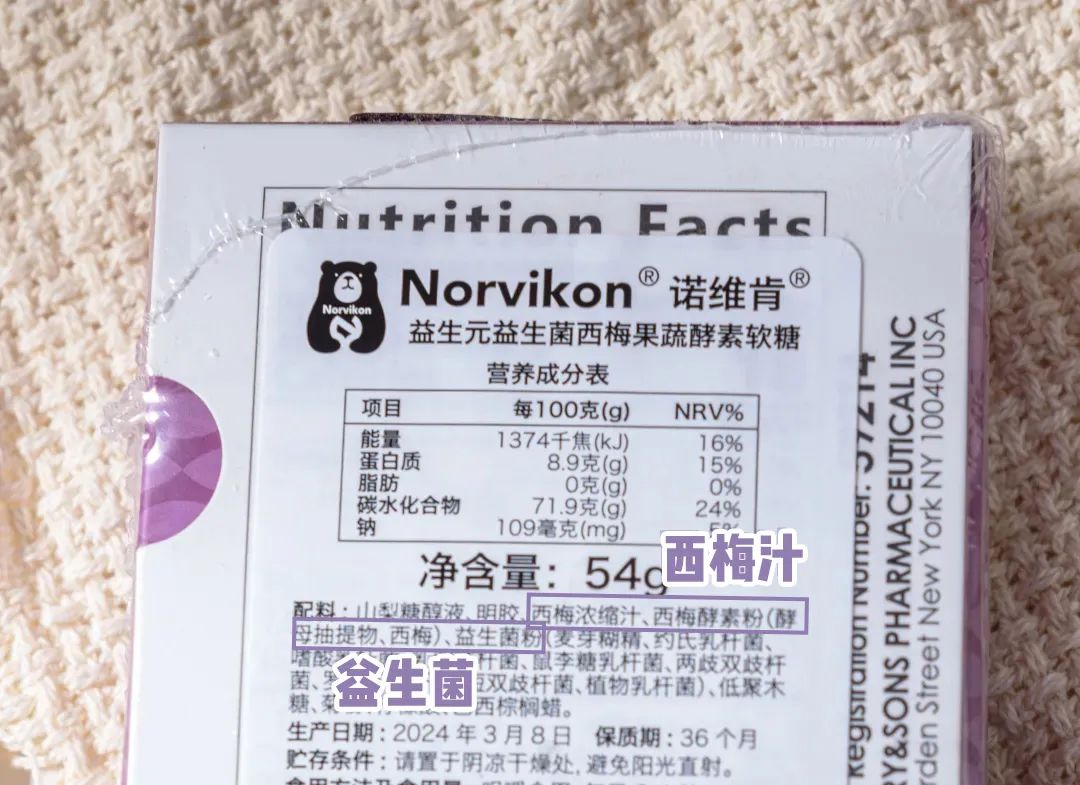 Nutrition Facts
Norvikon® 诺维肯®
Norvikon
益生元益生菌西梅果蔬酵素软糖
营养成分表
项目 每100克(g) NRV%
能量 1374千焦(kJ) 16%
蛋白质 8.9克(g) 15%
脂肪 0克(g) 0%
碳水化合物 71.9克(g) 24%
钠 109毫克(mg) 5%
净含量：54g
西梅汁
配料：山梨糖醇液、明胶、西梅浓缩汁、西梅酵素粉(酵
母抽提物、西梅)、益生菌粉(麦芽糊精、约氏乳杆菌、
嗜酸 杆菌、鼠李糖乳杆菌、两歧双歧杆
菌、 短双歧杆菌、植物乳杆菌)、低聚木
糖、 西棕榈蜡。
益生菌
生产日期：2024年3月8日 保质期：36个月
贮存条件：请置于阴凉干燥处,避免阳光直射。
Registration Number: 57214
RY&SONS PHARMACEUTICAL INC
rden Street New York NY 10040 USA